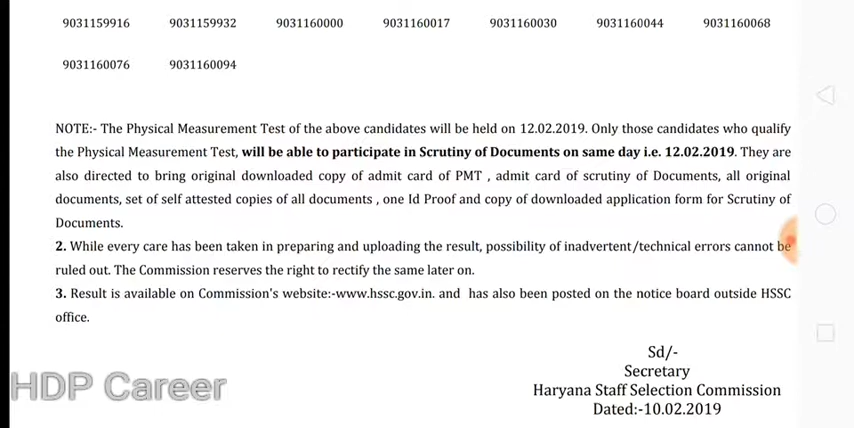 9031159916 9031159932 9031160000 9031160017 9031160030 9031160044 9031160068
9031160076 9031160094
NOTE:- The Physical Measurement Test of the above candidates will be held on 12.02.2019. Only those candidates who qualify
the Physical Measurement Test, will be able to participate in Scrutiny of Documents on same day i.e. 12.02.2019. They are
also directed to bring original downloaded copy of admit card of PMT , admit card of scrutiny of Documents, all original
documents, set of self attested copies of all documents , one Id Proof and copy of downloaded application form for Scrutiny of
Documents.
2. While every care has been taken in preparing and uploading the result, possibility of inadvertent/technical errors cannot be
ruled out. The Commission reserves the right to rectify the same later on.
3. Result is available on Commission's website:-www.hssc.gov.in. and has also been posted on the notice board outside HSSC
office.
Sd/-
Secretary
Haryana Staff Selection Commission
Dated:-10.02.2019
HDP Career